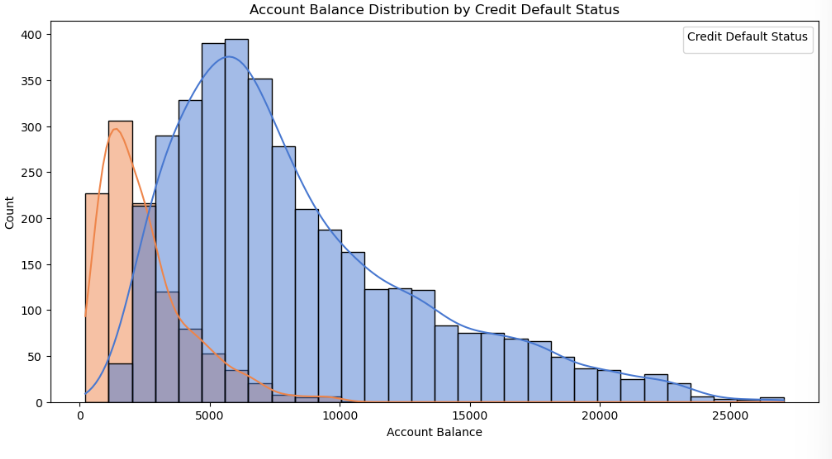 Account Balance Distribution by Credit Default Status
Credit Default Status
400
350
300
250
200
150
100
50
0
Count
0 5000 10000 15000 20000 25000
Account Balance